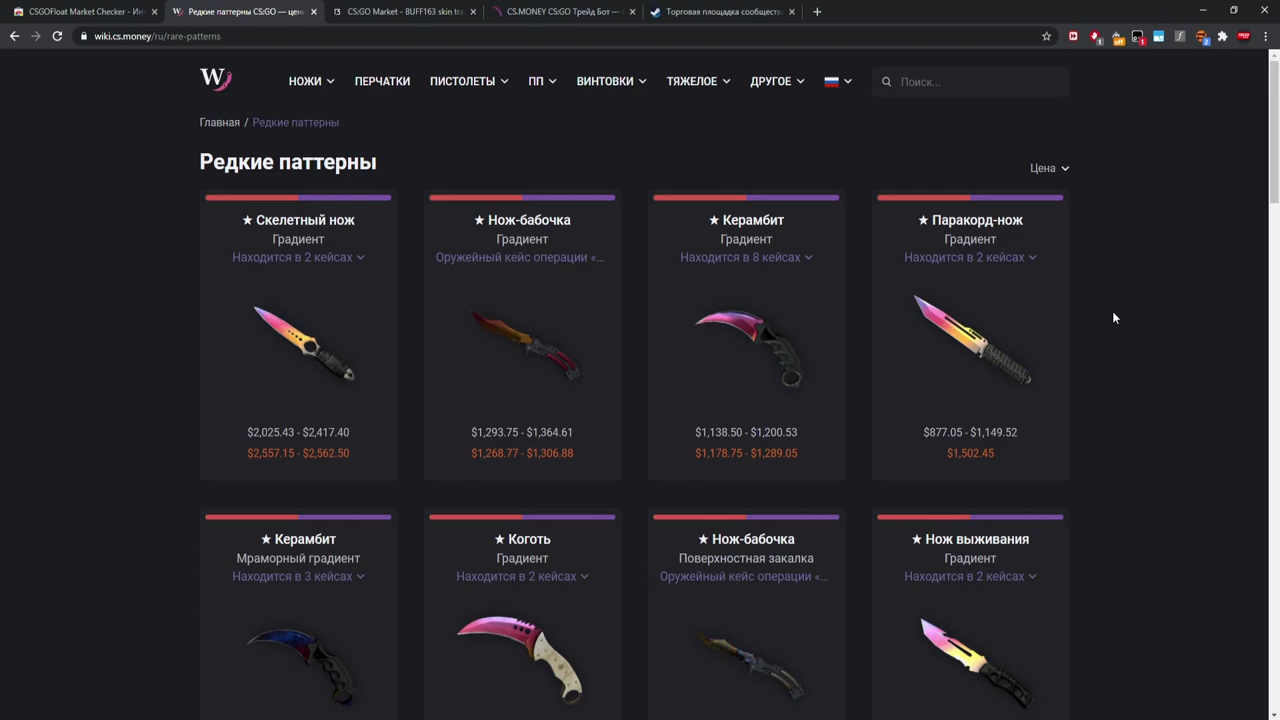 CSGOFloat Market Checker - Ин
Редкие паттерны CS:GO — цен
CS:GO Market - BUFF163 skin tra
CS.MONEY CS:GO Трейд Бот —
Торговая площадка сообществ
wiki.cs.money/ru/rare-patterns
1
off
1
2
W
НОЖИ
ПЕРЧАТКИ
ПИСТОЛЕТЫ
ПП
ВИНТОВКИ
ТЯЖЕЛОЕ
ДРУГОЕ
Поиск...
Главная / Редкие паттерны
Редкие паттерны
Цена
★ Скелетный нож
Градиент
Находится в 2 кейсах
$2,025.43 - $2,417.40
$2,557.15 - $2,562.50
★ Нож-бабочка
Градиент
Оружейный кейс операции «...
$1,293.75 - $1,364.61
$1,268.77 - $1,306.88
★ Керамбит
Градиент
Находится в 8 кейсах
$1,138.50 - $1,200.53
$1,178.75 - $1,289.05
★ Паракорд-нож
Градиент
Находится в 2 кейсах
$877.05 - $1,149.52
$1,502.45
★ Керамбит
Мраморный градиент
Находится в 3 кейсах
★ Коготь
Градиент
Находится в 2 кейсах
★ Нож-бабочка
Поверхностная закалка
Оружейный кейс операции «...
★ Нож выживания
Градиент
Находится в 2 кейсах